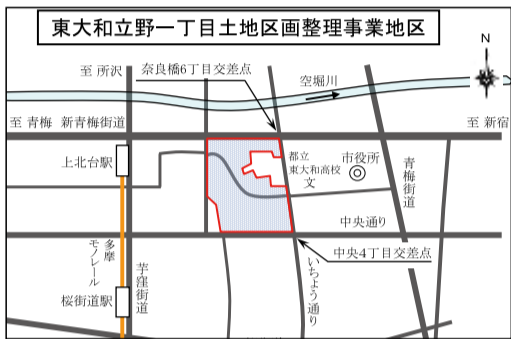 東大和立野一丁目土地区画整理事業地区
N
至 所沢
奈良橋6丁目交差点
空堀川
至 青梅 新青梅街道
至 新宿
上北台駅
都立
東大和高校
文
市役所
青梅街道
中央通り
中央4丁目交差点
多摩
モノレール
芋窪街道
いちょう通り
桜街道駅